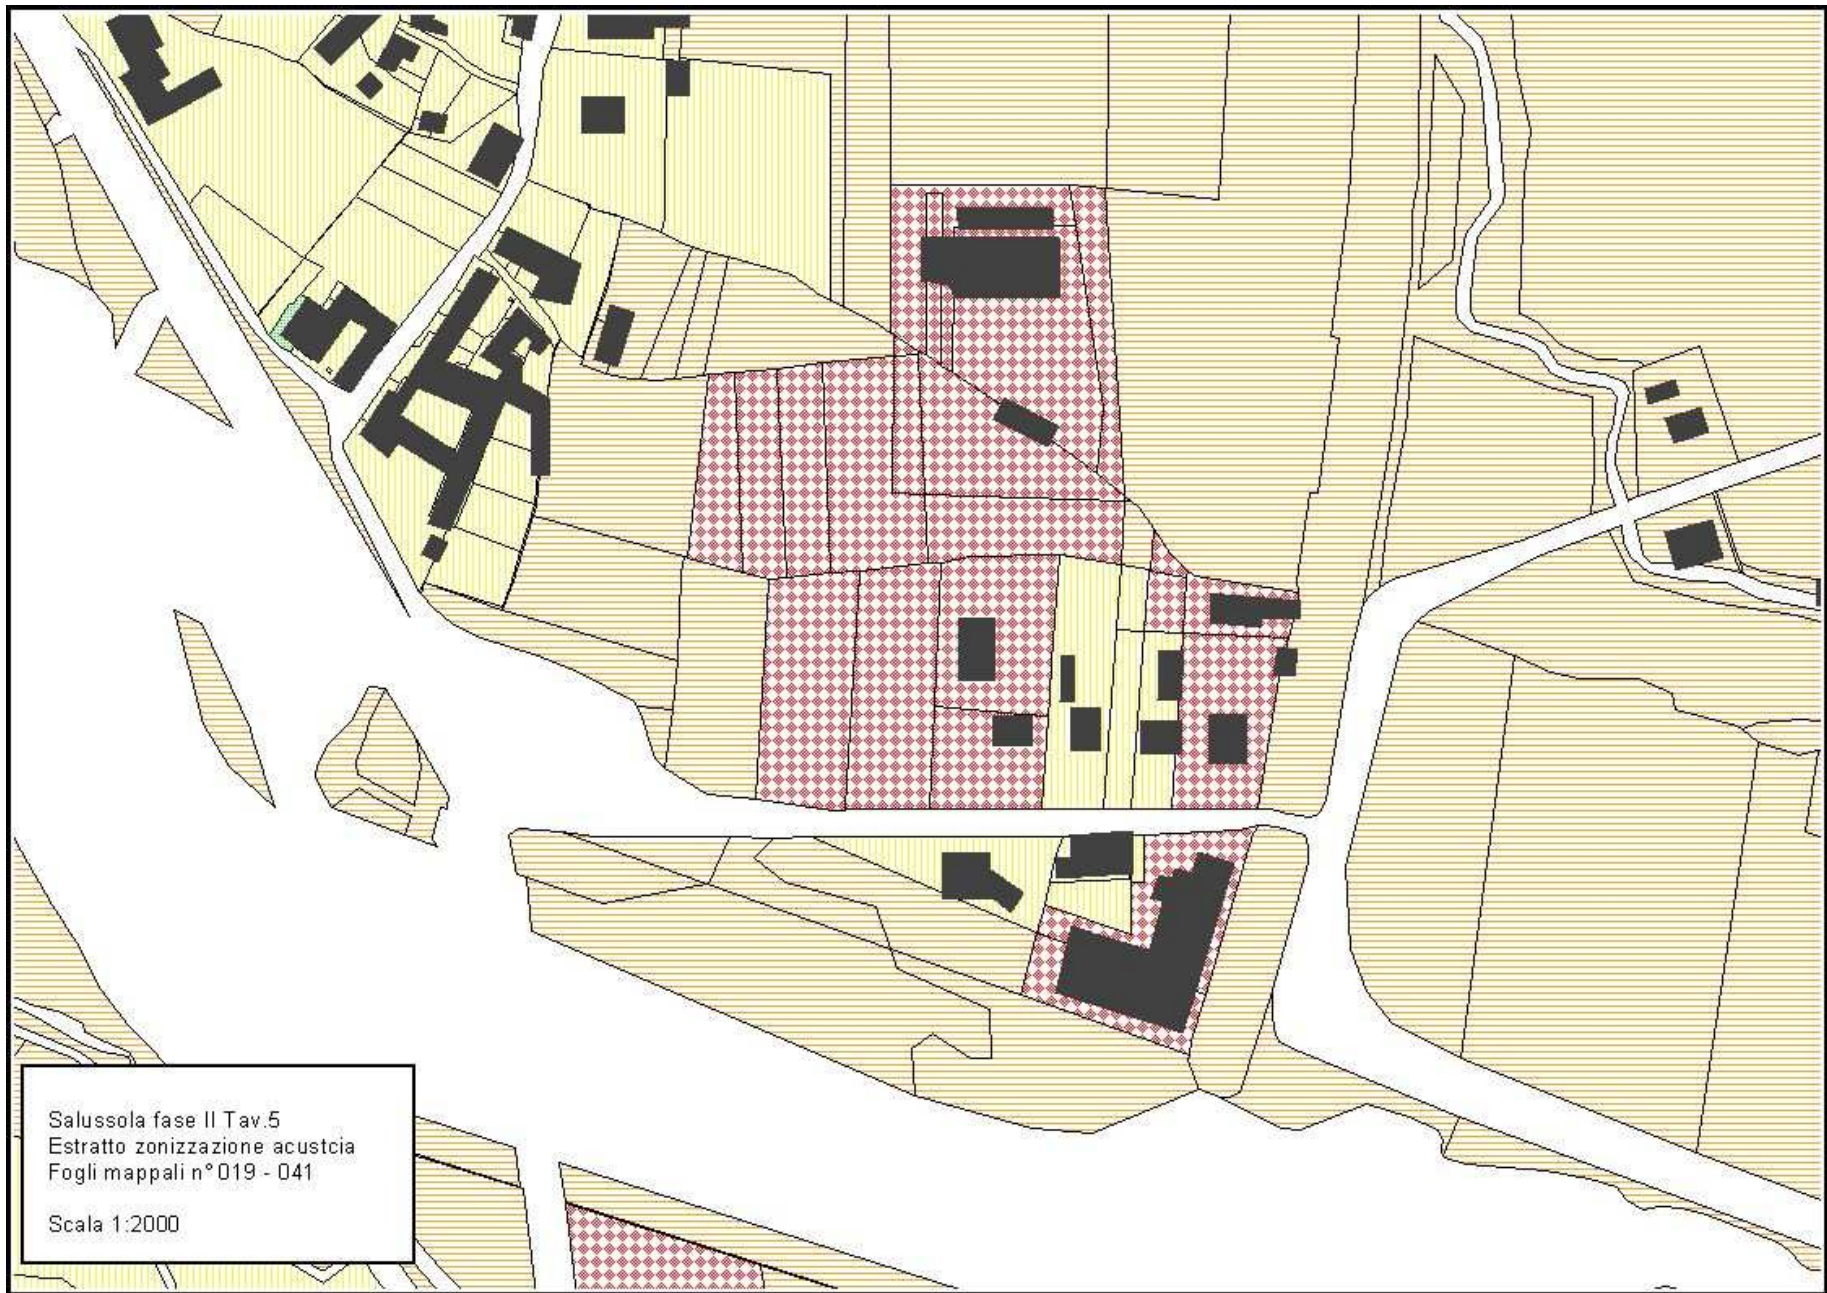 Salussola fase II Tav.5
Estratto zonizzazione acustcia
Fogli mappali n° 019 - 041
Scala 1:2000